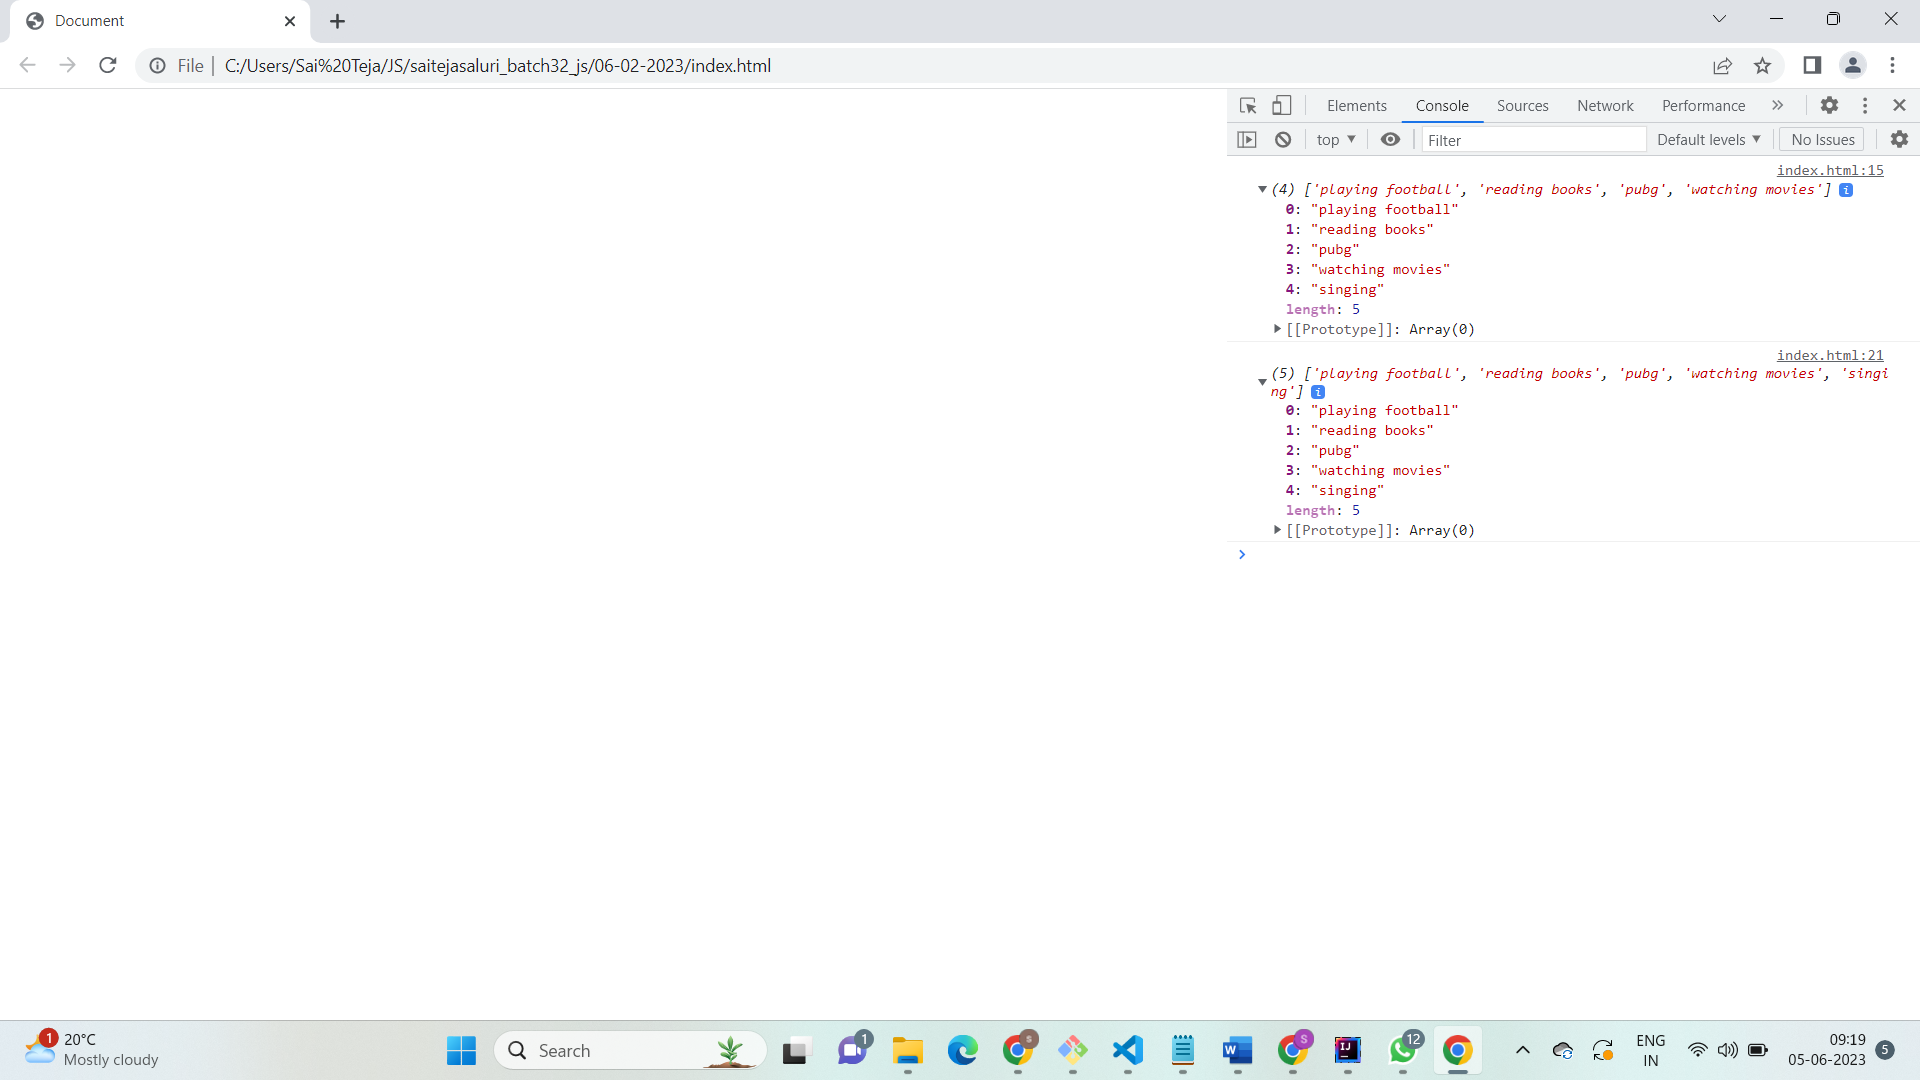 Document
File
C:/Users/Sai%20Teja/JS/saitejasaluri_batch32_js/06-02-2023/index.html
Elements Console Sources Network Performance
top Filter Default levels No Issues
index.html:15
(4) ['playing football', 'reading books', 'pubg', 'watching movies'] i
0: "playing football"
1: "reading books"
2: "pubg"
3: "watching movies"
4: "singing"
length: 5
[[Prototype]]: Array(0)
index.html:21
(5) ['playing football', 'reading books', 'pubg', 'watching movies', 'singi
ng'] i
0: "playing football"
1: "reading books"
2: "pubg"
3: "watching movies"
4: "singing"
length: 5
[[Prototype]]: Array(0)
1
20°C
Mostly cloudy
Search
1
S
W
S
IJ
12
ENG
IN
09:19
05-06-2023
5